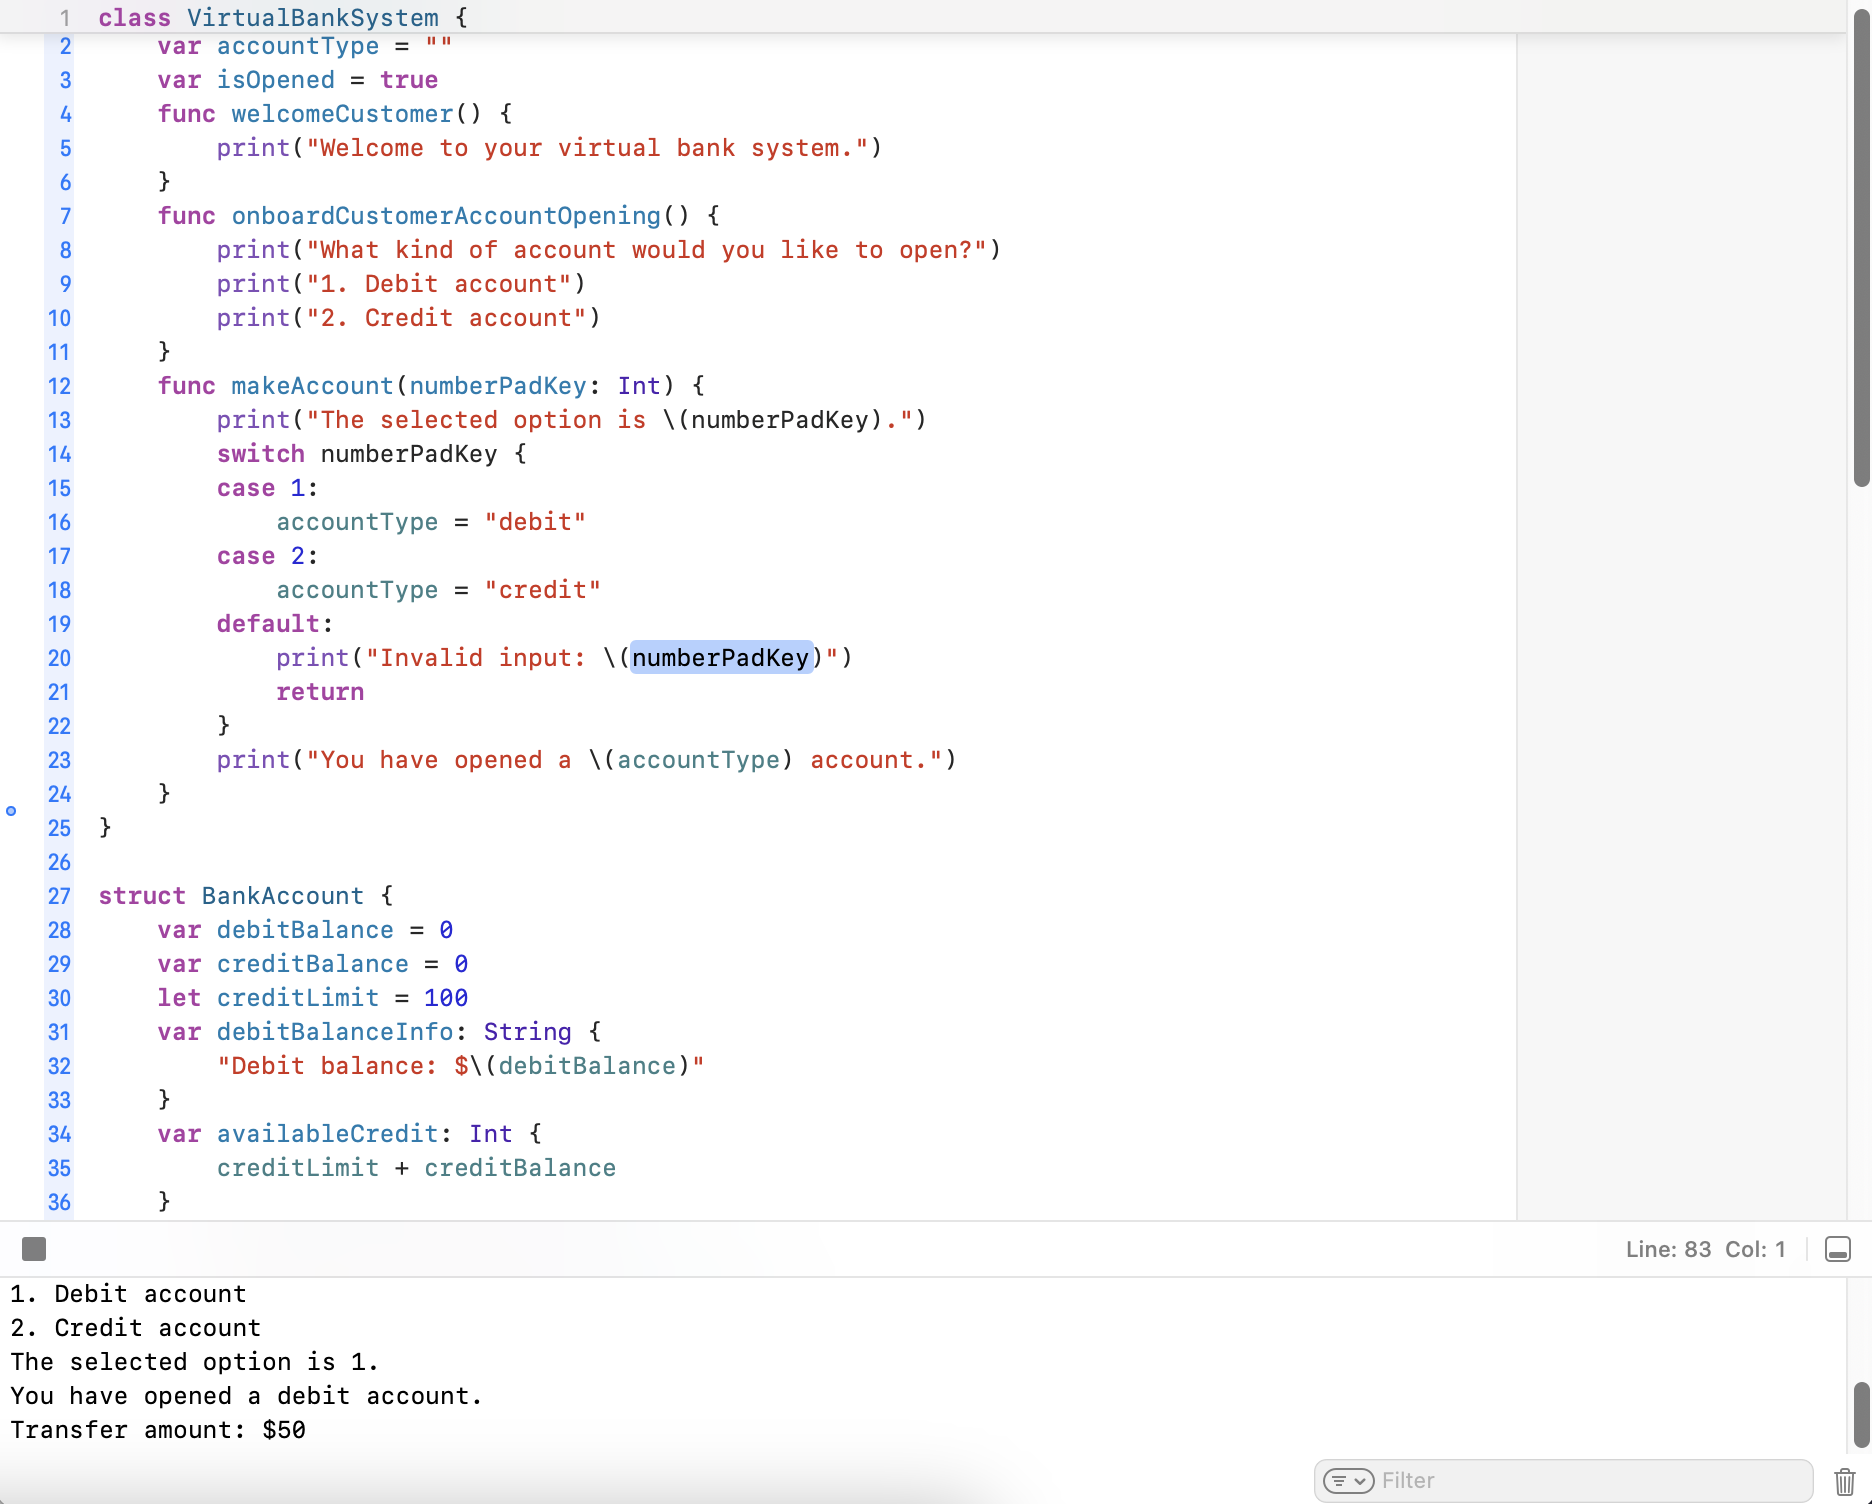 1 class VirtualBankSystem {
2     var accountType = ""
3     var isOpened = true
4     func welcomeCustomer() {
5         print("Welcome to your virtual bank system.")
6     }
7     func onboardCustomerAccountOpening() {
8         print("What kind of account would you like to open?")
9         print("1. Debit account")
10         print("2. Credit account")
11     }
12     func makeAccount(numberPadKey: Int) {
13         print("The selected option is \(numberPadKey).")
14         switch numberPadKey {
15         case 1:
16             accountType = "debit"
17         case 2:
18             accountType = "credit"
19         default:
20             print("Invalid input: \(numberPadKey)")
21             return
22         }
23         print("You have opened a \(accountType) account.")
24     }
25 }
26
27 struct BankAccount {
28     var debitBalance = 0
29     var creditBalance = 0
30     let creditLimit = 100
31     var debitBalanceInfo: String {
32         "Debit balance: $\(debitBalance)"
33     }
34     var availableCredit: Int {
35         creditLimit + creditBalance
36     }
Line: 83 Col: 1
1. Debit account
2. Credit account
The selected option is 1.
You have opened a debit account.
Transfer amount: $50
Filter